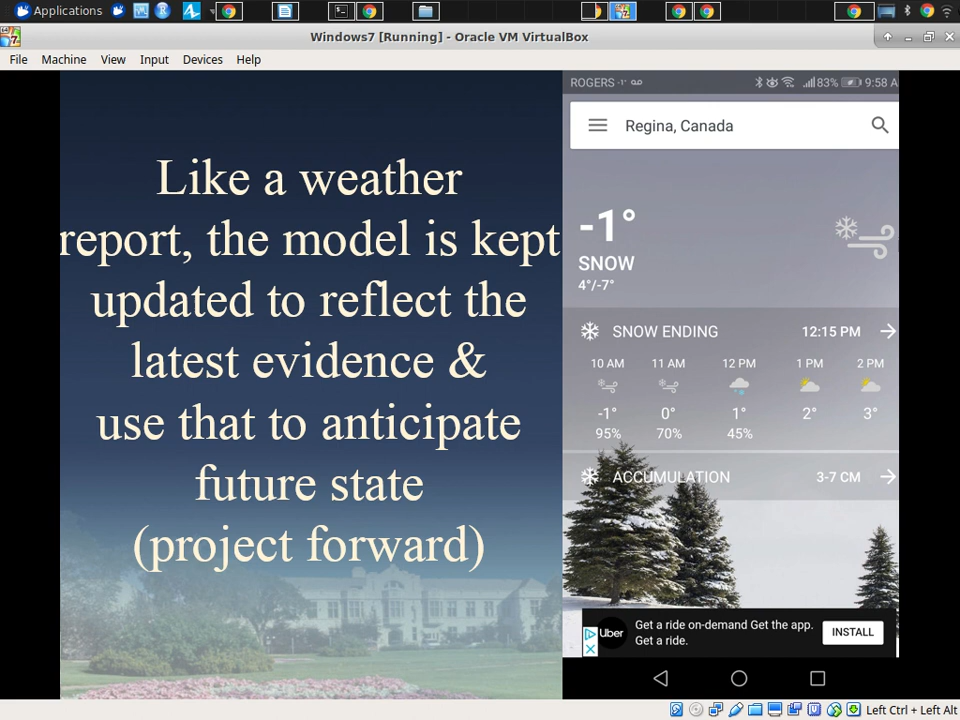 Applications
Windows7 [Running] - Oracle VM VirtualBox
File Machine View Input Devices Help
Like a weather
report, the model is kept
updated to reflect the
latest evidence &
use that to anticipate
future state
(project forward)
ROGERS 83% 9:58 A
Regina, Canada
-1°
SNOW
4°/-7°
SNOW ENDING 12:15 PM
10 AM 11 AM 12 PM 1 PM 2 PM
-1° 0° 1° 2° 3°
95% 70% 45%
ACCUMULATION 3-7 CM
Uber
Get a ride on-demand Get the app.
Get a ride.
INSTALL
Left Ctrl + Left Alt